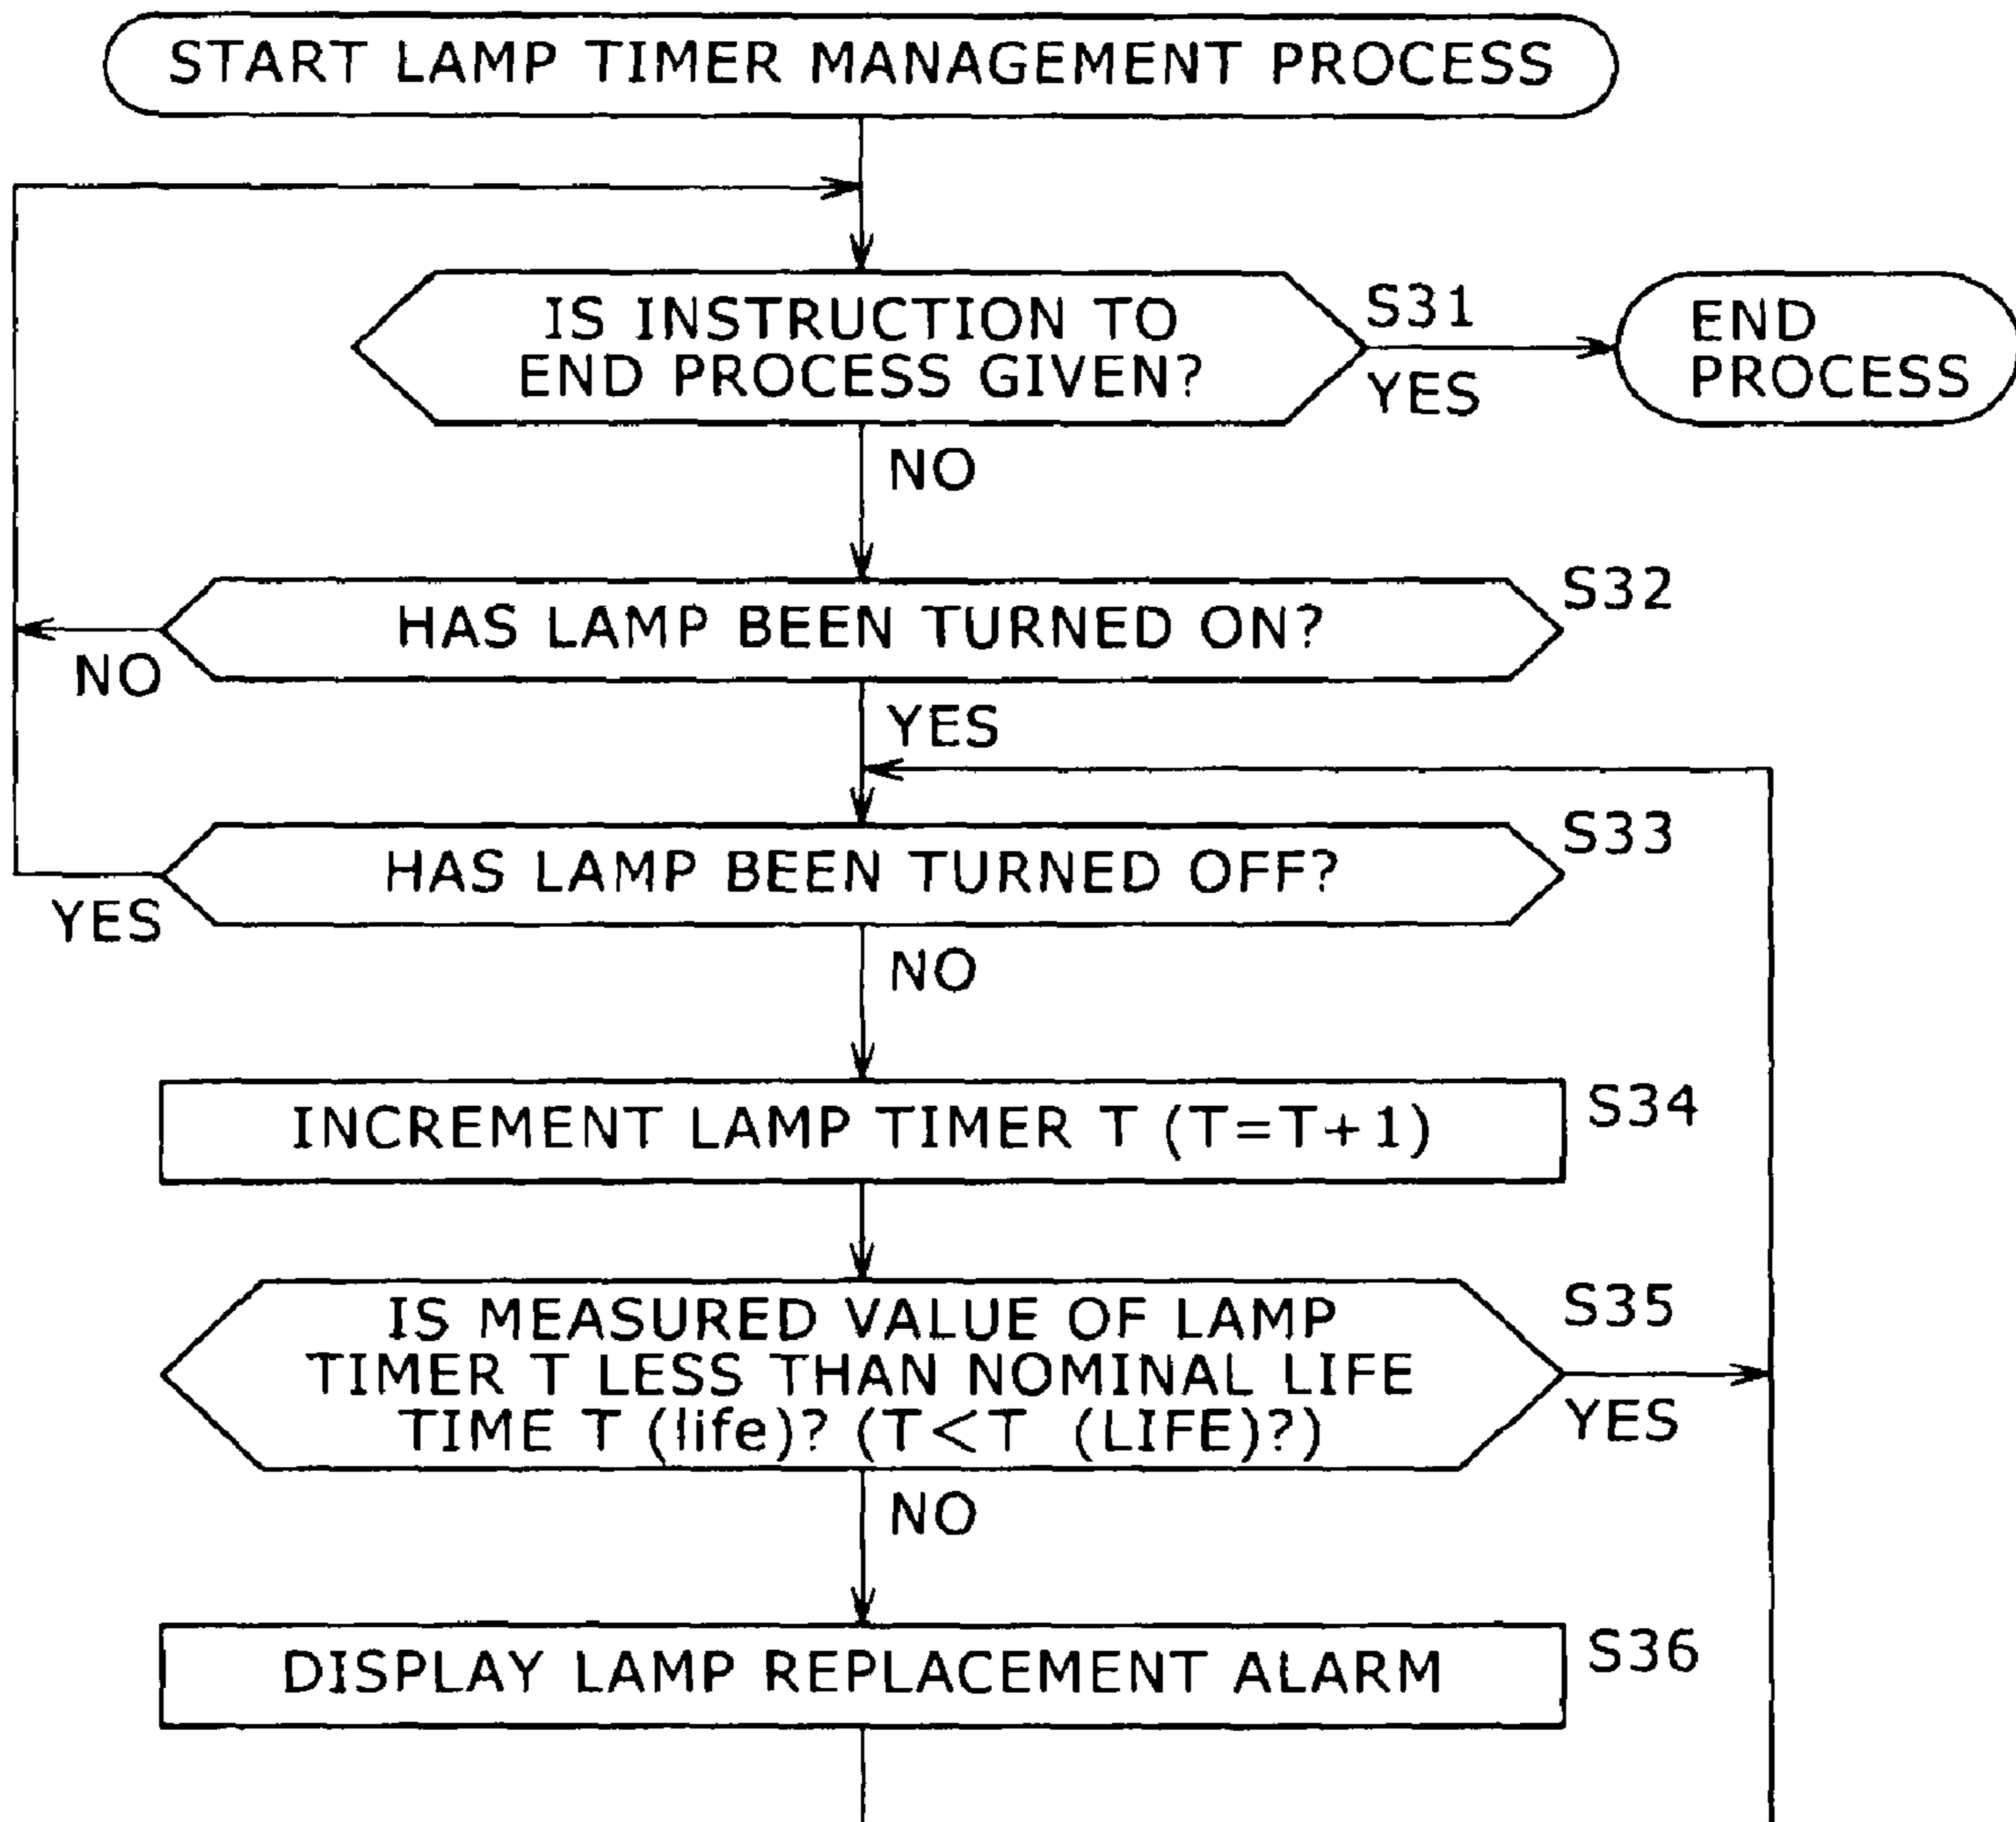 START LAMP TIMER MANAGEMENT PROCESS
IS INSTRUCTION TO
END PROCESS GIVEN?
S31
YES
END
PROCESS
NO
HAS LAMP BEEN TURNED ON?
S32
NO
YES
HAS LAMP BEEN TURNED OFF?
S33
YES
NO
INCREMENT LAMP TIMER T (T=T+1)
S34
IS MEASURED VALUE OF LAMP
TIMER T LESS THAN NOMINAL LIFE
TIME T (life)? (T<T (LIFE)?)
S35
YES
NO
DISPLAY LAMP REPLACEMENT ALARM
S36